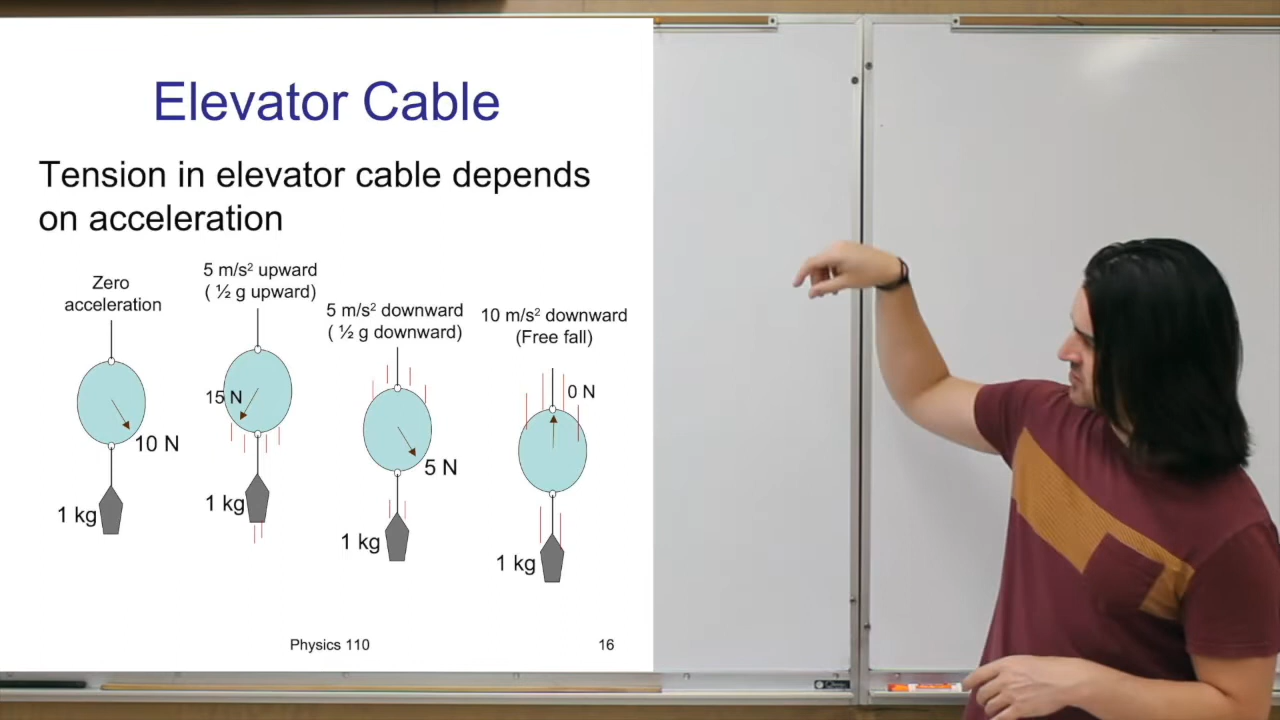 Elevator Cable
Tension in elevator cable depends
on acceleration
Zero
acceleration
10 N
1 kg
5 m/s² upward
( ½ g upward)
15 N
1 kg
5 m/s² downward
( ½ g downward)
5 N
1 kg
10 m/s² downward
(Free fall)
0 N
1 kg
Physics 110
16